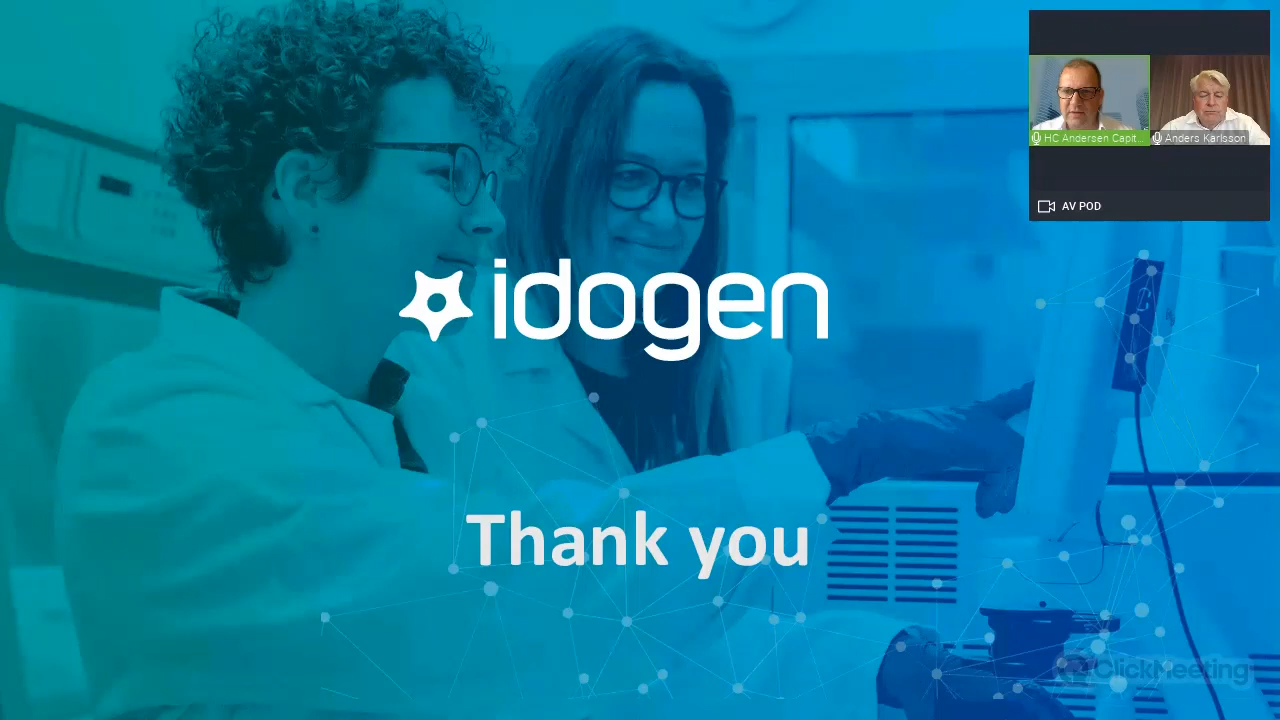 HC Andersen Capit...
Anders Karlsson
AV POD
idogen
Thank you
ClickMeeting